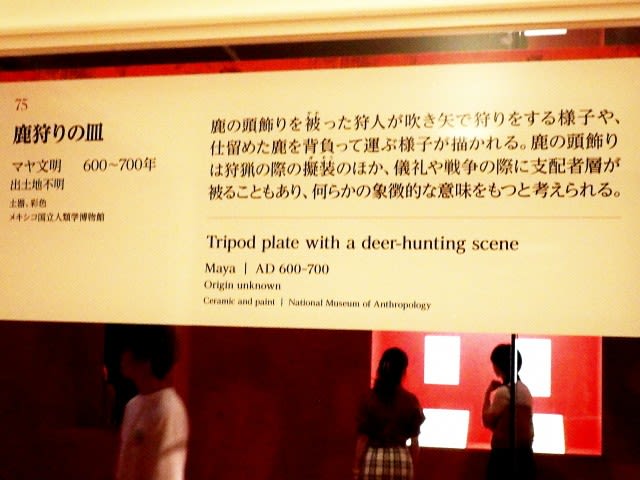 75
鹿狩りの皿
マヤ文明 600～700年
出土地不明
土器、彩色
メキシコ国立人類学博物館
鹿の頭飾りを被った狩人が吹き矢で狩りをする様子や、
仕留めた鹿を背負って運ぶ様子が描かれる。鹿の頭飾り
は狩猟の際の擬装のほか、儀礼や戦争の際に支配者層が
被ることもあり、何らかの象徴的な意味をもつと考えられる。
Tripod plate with a deer-hunting scene
Maya | AD 600–700
Origin unknown
Ceramic and paint | National Museum of Anthropology